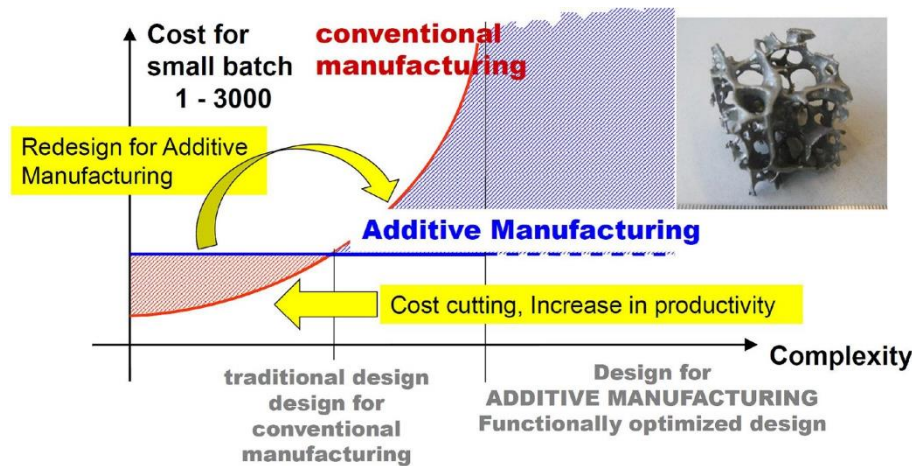 Cost for
small batch
1 - 3000
conventional
manufacturing
Redesign for Additive
Manufacturing
Additive Manufacturing
Cost cutting, Increase in productivity
Complexity
traditional design
design for
conventional
manufacturing
Design for
ADDITIVE MANUFACTURING
Functionally optimized design